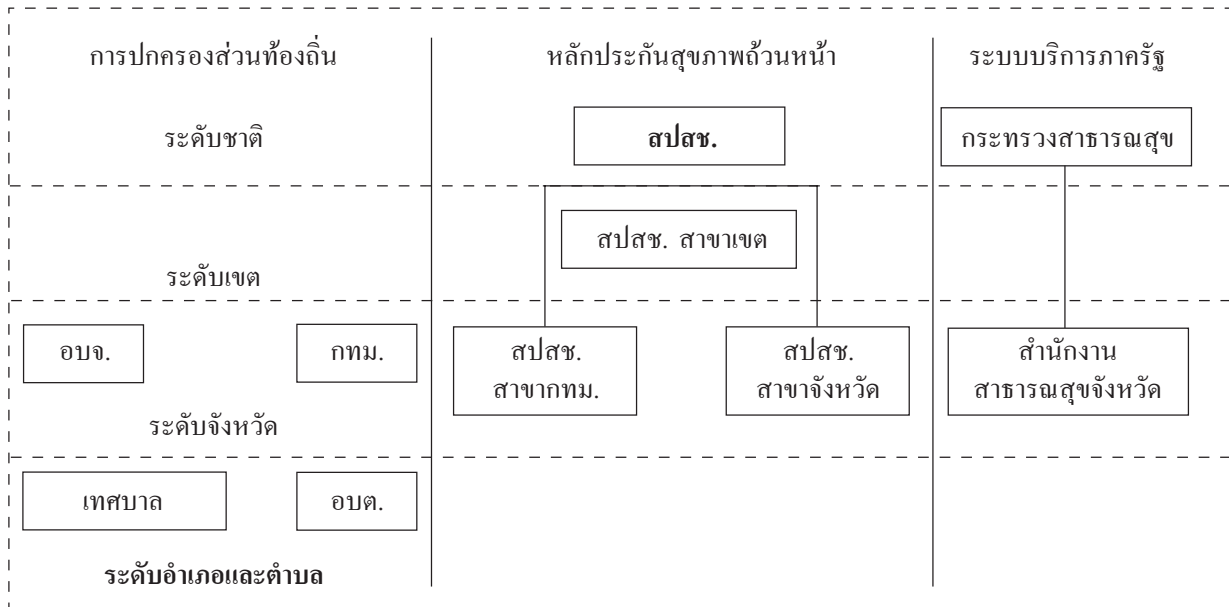 การปกครองส่วนท้องถิ่น
หลักประกันสุขภาพถ้วนหน้า
ระบบบริการภาครัฐ
ระดับชาติ
สปสช.
กระทรวงสาธารณสุข
สปสช. สาขาเขต
ระดับเขต
อบจ.
กทม.
สปสช.
สาขากทม.
สปสช.
สาขาจังหวัด
สำนักงาน
สาธารณสุขจังหวัด
ระดับจังหวัด
เทศบาล
อบต.
ระดับอำเภอและตำบล